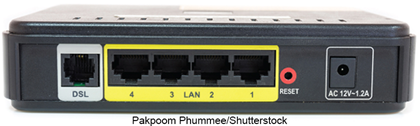 DSL
4 3 LAN 2 1
RESET
AC 12V⎓1.2A
Pakpoom Phummee/Shutterstock